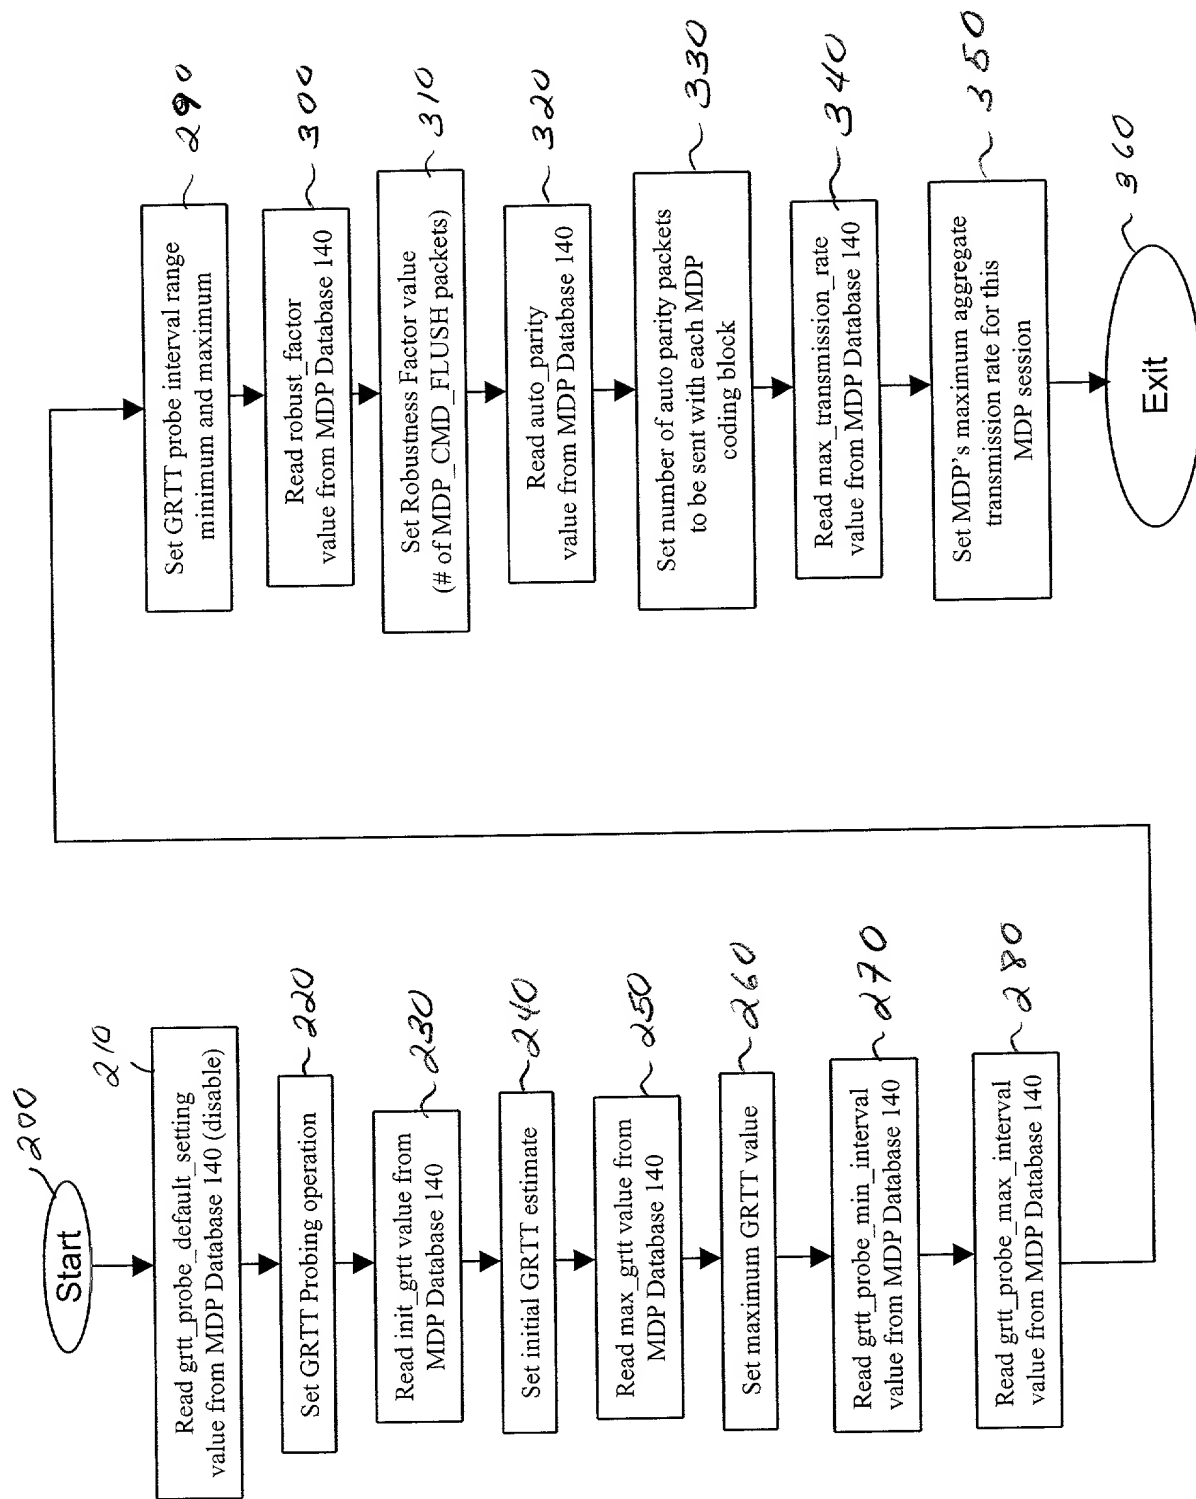 200
Start
210
Read grtt_probe_default_setting
value from MDP Database 140 (disable)
220
Set GRTT Probing operation
230
Read init_grtt value from
MDP Database 140
240
Set initial GRTT estimate
250
Read max_grtt value from
MDP Database 140
260
Set maximum GRTT value
270
Read grtt_probe_min_interval
value from MDP Database 140
280
Read grtt_probe_max_interval
value from MDP Database 140
290
Set GRTT probe interval range
minimum and maximum
300
Read robust_factor
value from MDP Database 140
310
Set Robustness Factor value
(# of MDP_CMD_FLUSH packets)
320
Read auto_parity
value from MDP Database 140
330
Set number of auto parity packets
to be sent with each MDP
coding block
340
Read max_transmission_rate
value from MDP Database 140
350
Set MDP's maximum aggregate
transmission rate for this
MDP session
360
Exit